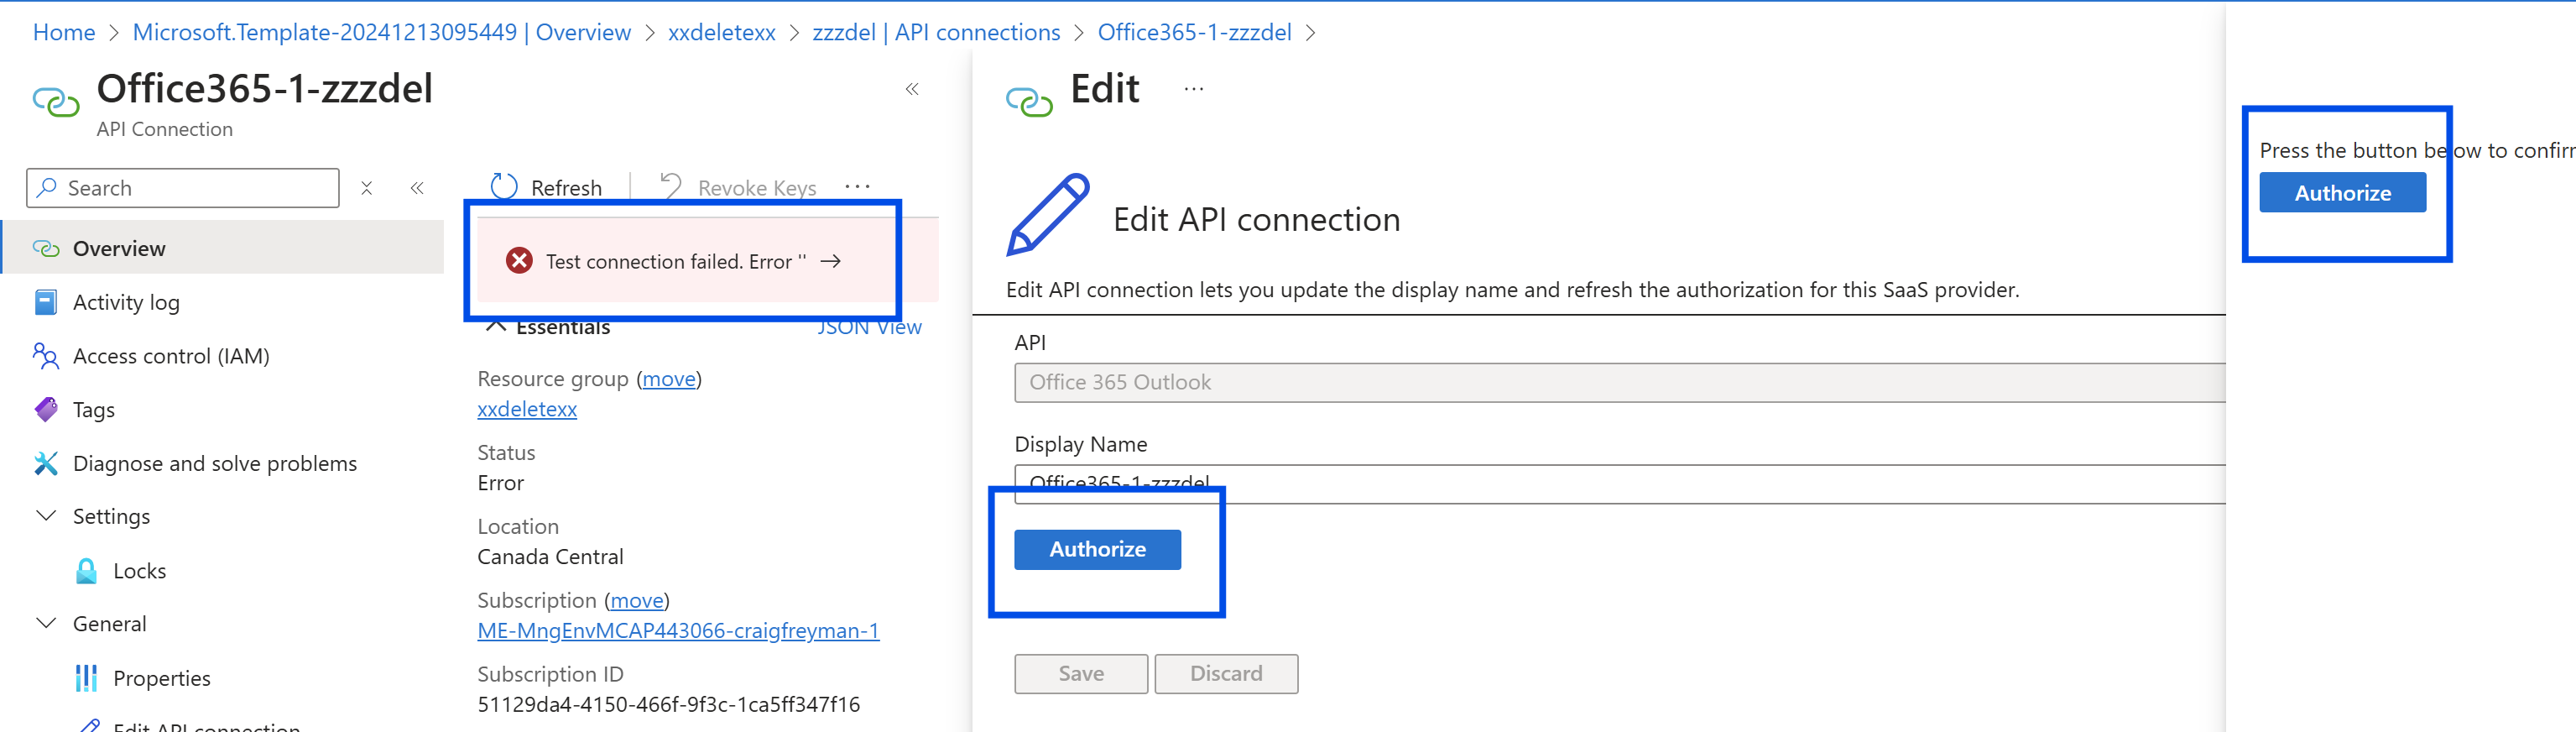 Home > Microsoft.Template-20241213095449 | Overview > xxdeletexx > zzzdel | API connections > Office365-1-zzzdel >
Office365-1-zzzdel
API Connection
Search
Overview
Activity log
Access control (IAM)
Tags
Diagnose and solve problems
Settings
Locks
General
Properties
Edit API connection
Refresh
Revoke Keys
Test connection failed. Error '' →
Essentials
JSON View
Resource group (move)
xxdeletexx
Status
Error
Location
Canada Central
Subscription (move)
ME-MngEnvMCAP443066-craigfreyman-1
Subscription ID
51129da4-4150-466f-9f3c-1ca5ff347f16
Edit
Edit API connection
Edit API connection lets you update the display name and refresh the authorization for this SaaS provider.
API
Office 365 Outlook
Display Name
Office365-1-zzzdel
Authorize
Save
Discard
Press the button below to confirm
Authorize